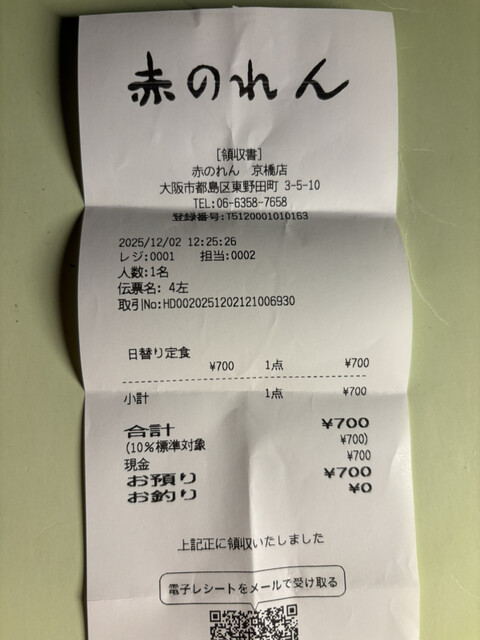 赤のれん
[領収書]
赤のれん 京橋店
大阪市都島区東野田町 3-5-10
TEL:06-6358-7658
登録番号:T5120001010163
2025/12/02 12:25:26
レジ:0001 担当:0002
人数:1名
伝票名: 4左
取引No:HD0020251202121006930
日替り定食
¥700 1点 ¥700
小計 1点 ¥700
合計 ¥700
(10%標準対象 ¥700)
現金 ¥700
お預り ¥700
お釣り ¥0
上記正に領収いたしました
電子レシートをメールで受け取る